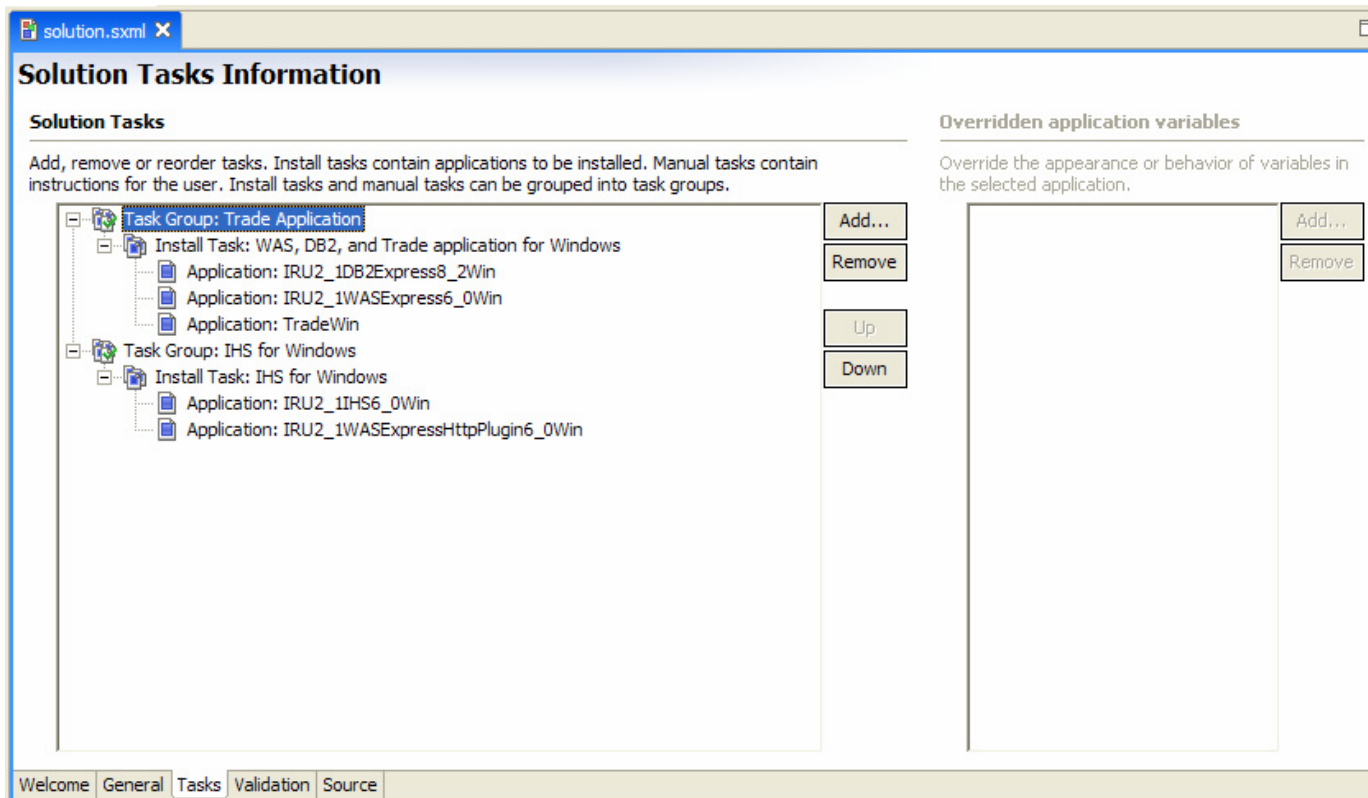 solution.sxml
Solution Tasks Information
Solution Tasks
Add, remove or reorder tasks. Install tasks contain applications to be installed. Manual tasks contain
instructions for the user. Install tasks and manual tasks can be grouped into task groups.
Task Group: Trade Application
Install Task: WAS, DB2, and Trade application for Windows
Application: IRU2_1DB2Express8_2Win
Application: IRU2_1WASExpress6_0Win
Application: TradeWin
Task Group: IHS for Windows
Install Task: IHS for Windows
Application: IRU2_1IHS6_0Win
Application: IRU2_1WASExpressHttpPlugin6_0Win
Add...
Remove
Up
Down
Overridden application variables
Override the appearance or behavior of variables in
the selected application.
Add...
Remove
Welcome General Tasks Validation Source